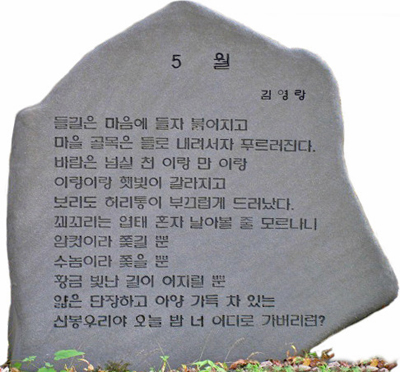 5 월
김영랑
들길은 마음에 들자 붉어지고
마을 골목은 들로 내려서자 푸르러진다.
바람은 넘실 천 이랑 만 이랑
이랑이랑 햇빛이 갈라지고
보리도 허리통이 부끄럽게 드러났다.
꾀꼬리는 엽태 혼자 날아볼 줄 모르나니
암컷이라 쫓길 뿐
수놈이라 쫓을 뿐
황금 빛난 길이 어지럴 뿐
얇은 단장하고 아양 가득 차 있는
산봉우리야 오늘 밤 너 어디로 가버리련?